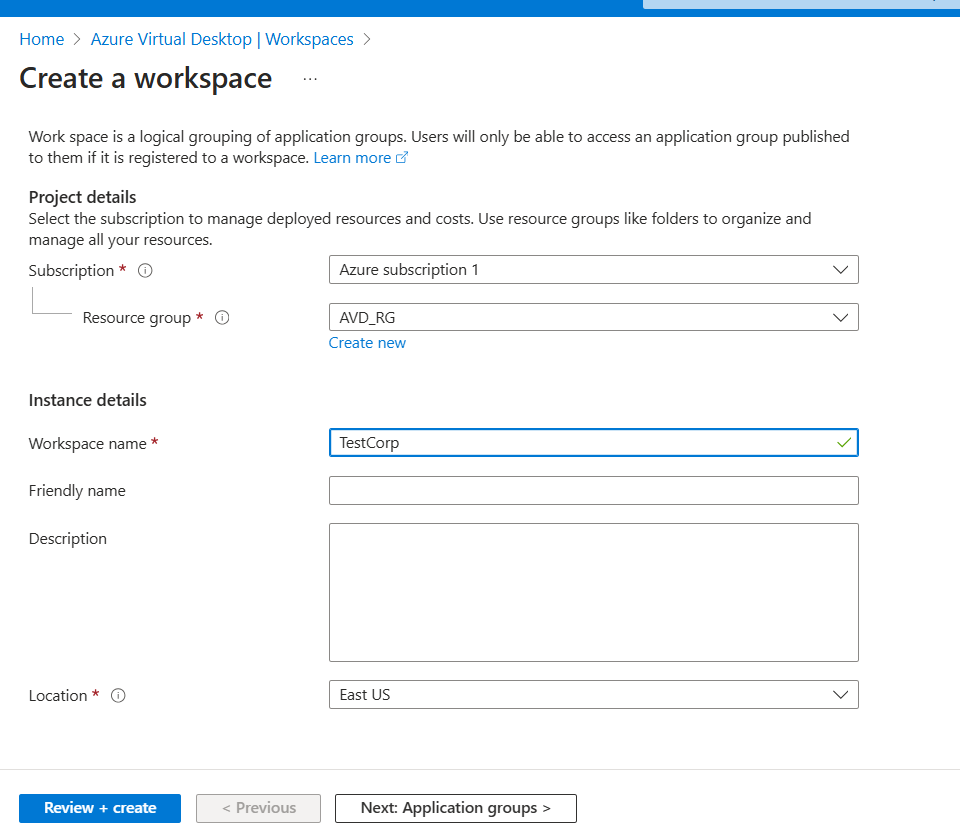 Home > Azure Virtual Desktop | Workspaces >
Create a workspace ...
Work space is a logical grouping of application groups. Users will only be able to access an application group published
to them if it is registered to a workspace. Learn more
Project details
Select the subscription to manage deployed resources and costs. Use resource groups like folders to organize and
manage all your resources.
Subscription * Azure subscription 1
Resource group * AVD_RG
Create new
Instance details
Workspace name * TestCorp
Friendly name
Description
Location * East US
Review + create < Previous Next: Application groups >